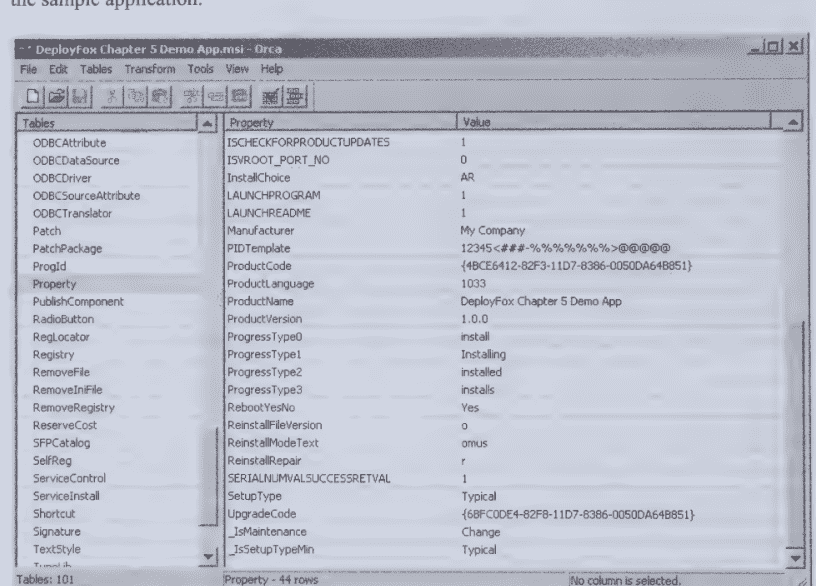 the sample application.
DeployFox Chapter 5 Demo App.msi - Orca
File Edit Tables Transform Tools View Help
Tables Property Value
ODBCAttribute ISCHECKFORPRODUCTUPDATES 1
ODBCDataSource ISVROOT_PORT_NO 0
ODBCDriver InstallChoice AR
ODBCSourceAttribute LAUNCHPROGRAM 1
ODBCTranslator LAUNCHREADME 1
Patch Manufacturer My Company
PatchPackage PIDTemplate 12345<###-%%%%%%%>@@@@@
ProgId ProductCode {4BCE6412-82F3-11D7-8386-0050DA64B851}
Property ProductLanguage 1033
PublishComponent ProductName DeployFox Chapter 5 Demo App
RadioButton ProductVersion 1.0.0
RegLocator ProgressType0 install
Registry ProgressType1 Installing
RemoveFile ProgressType2 installed
RemoveIniFile ProgressType3 installs
RemoveRegistry RebootYesNo Yes
ReserveCost ReinstallFileVersion o
SFPCatalog ReinstallModeText omus
SelfReg ReinstallRepair r
ServiceControl SERIALNUMVALSUCCESSRETVAL 1
ServiceInstall SetupType Typical
Shortcut UpgradeCode {68FC0DE4-82F8-11D7-8386-0050DA64B851}
Signature _IsMaintenance Change
TextStyle _IsSetupTypeMin Typical
TypeLib
Tables: 101 Property - 44 rows No column is selected.